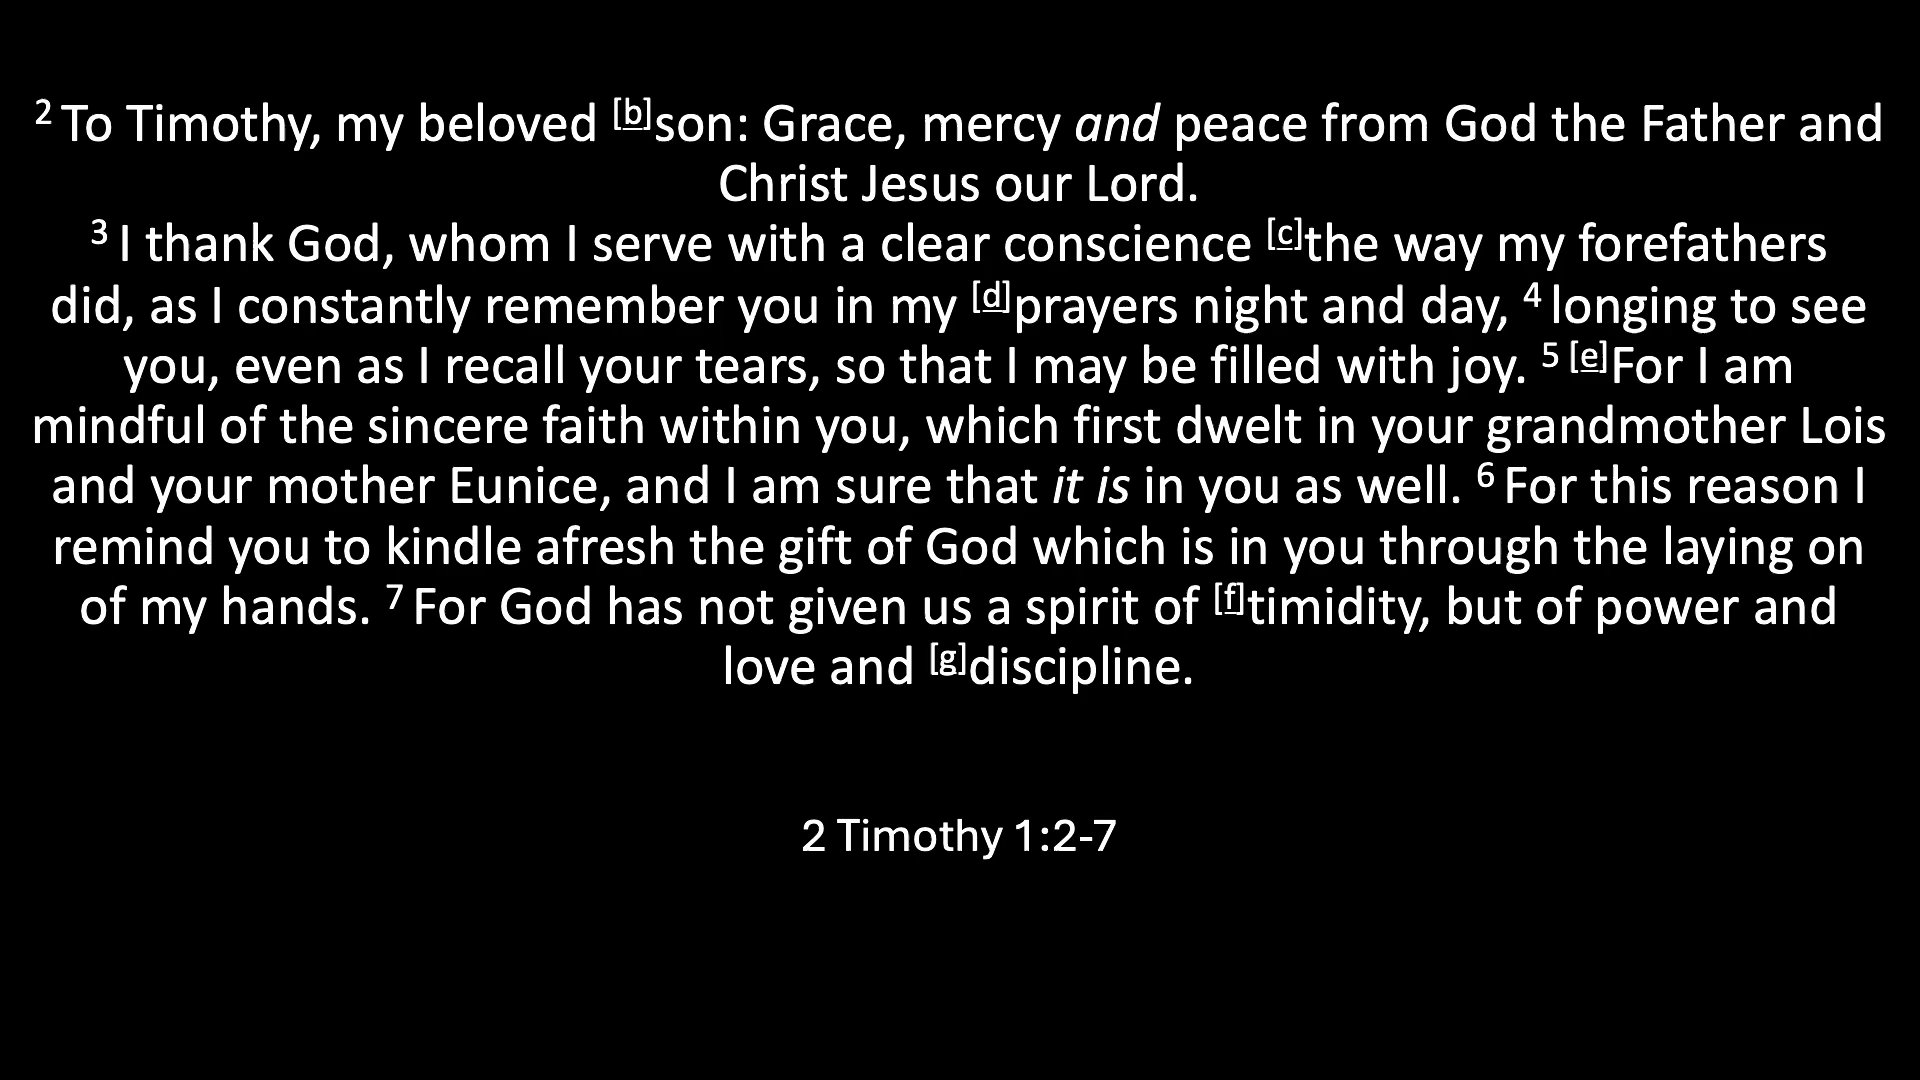 2 To Timothy, my beloved [b]son: Grace, mercy and peace from God the Father and
Christ Jesus our Lord.
3 I thank God, whom I serve with a clear conscience [c]the way my forefathers
did, as I constantly remember you in my [d]prayers night and day, 4 longing to see
you, even as I recall your tears, so that I may be filled with joy. 5 [e]For I am
mindful of the sincere faith within you, which first dwelt in your grandmother Lois
and your mother Eunice, and I am sure that it is in you as well. 6 For this reason I
remind you to kindle afresh the gift of God which is in you through the laying on
of my hands. 7 For God has not given us a spirit of [f]timidity, but of power and
love and [g]discipline.
2 Timothy 1:2-7